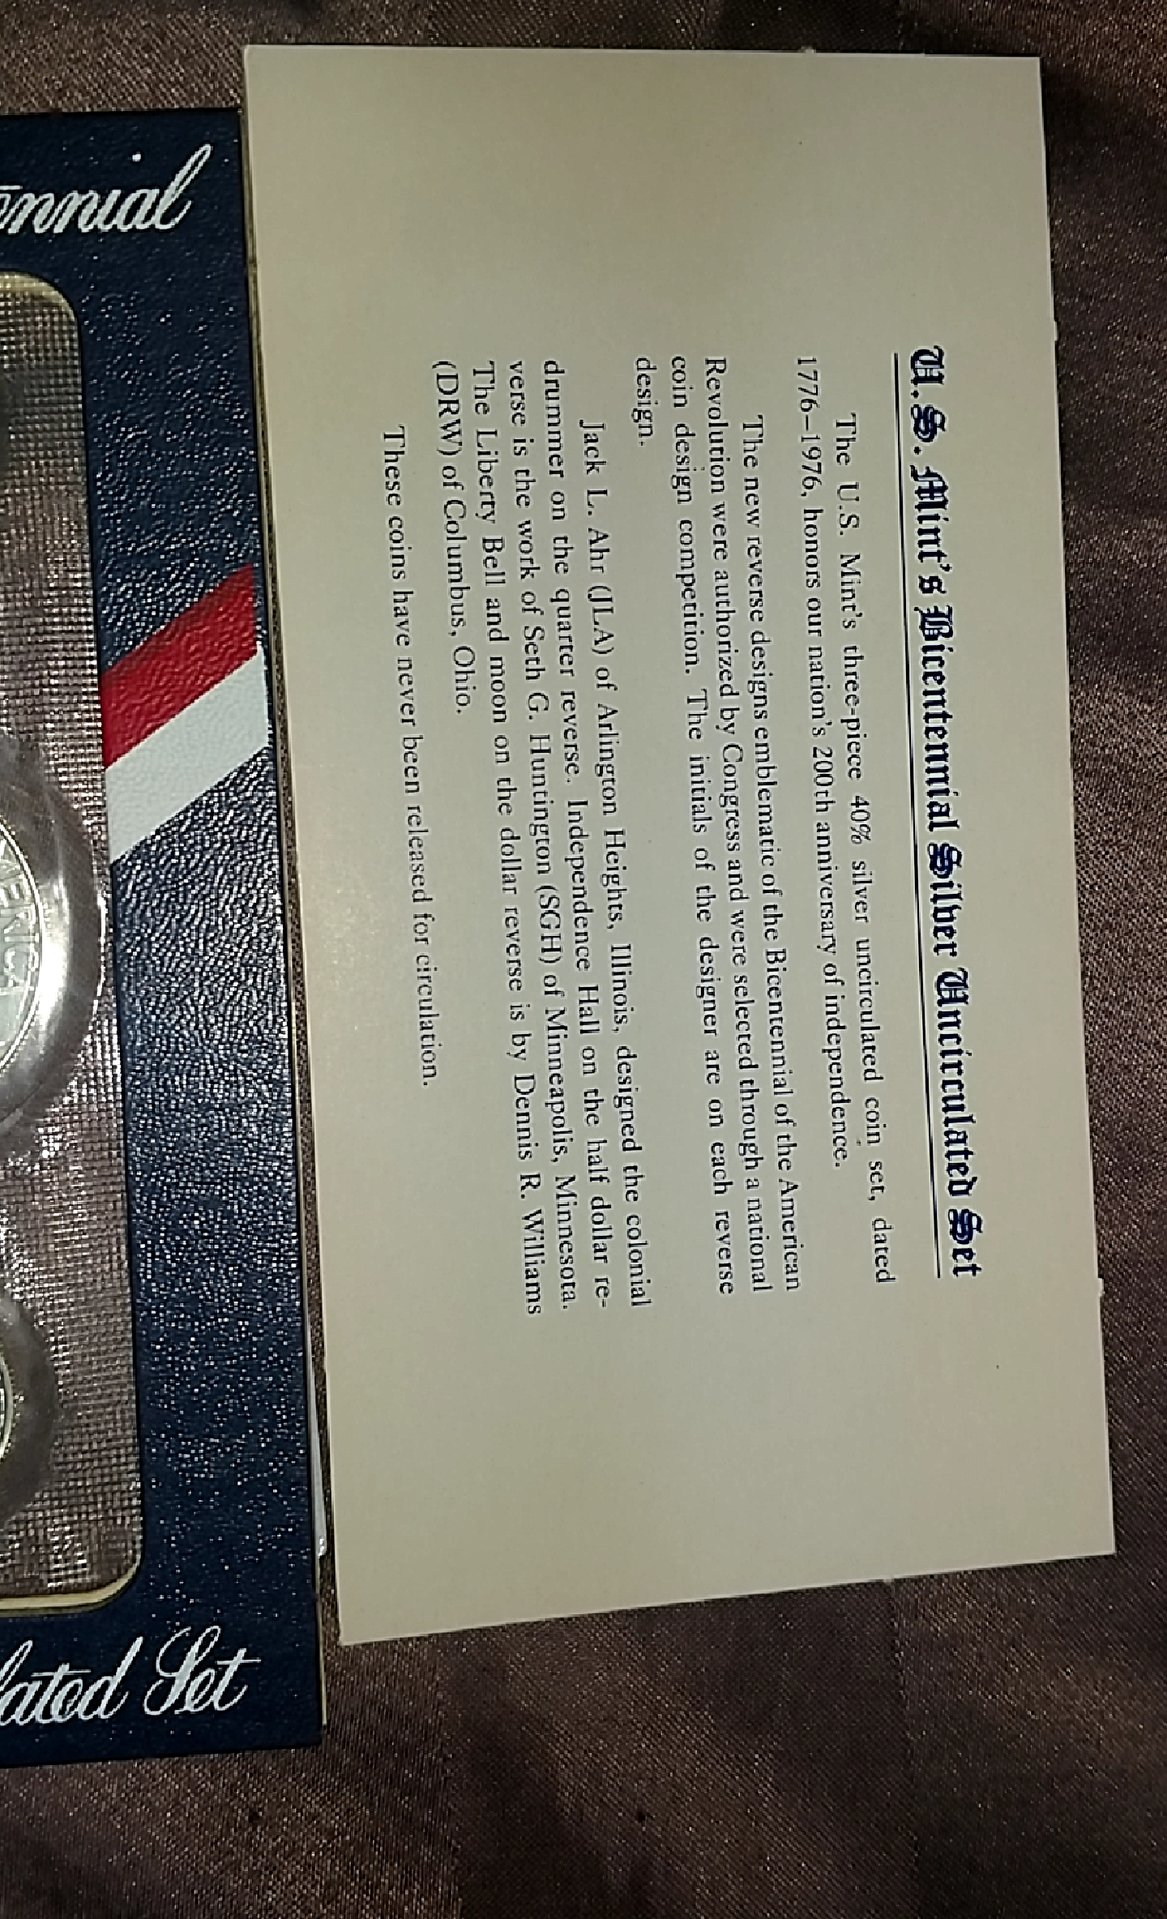 U.S. Mint's Bicentennial Silver Uncirculated Set
The U.S. Mint's three-piece 40% silver uncirculated coin set, dated
1776–1976, honors our nation's 200th anniversary of independence.
The new reverse designs emblematic of the Bicentennial of the American
Revolution were authorized by Congress and were selected through a national
coin design competition. The initials of the designer are on each reverse
design.
Jack L. Ahr (JLA) of Arlington Heights, Illinois, designed the colonial
drummer on the quarter reverse. Independence Hall on the half dollar re-
verse is the work of Seth G. Huntington (SGH) of Minneapolis, Minnesota.
The Liberty Bell and moon on the dollar reverse is by Dennis R. Williams
(DRW) of Columbus, Ohio.
These coins have never been released for circulation.
ennial
lated Set
ERICA